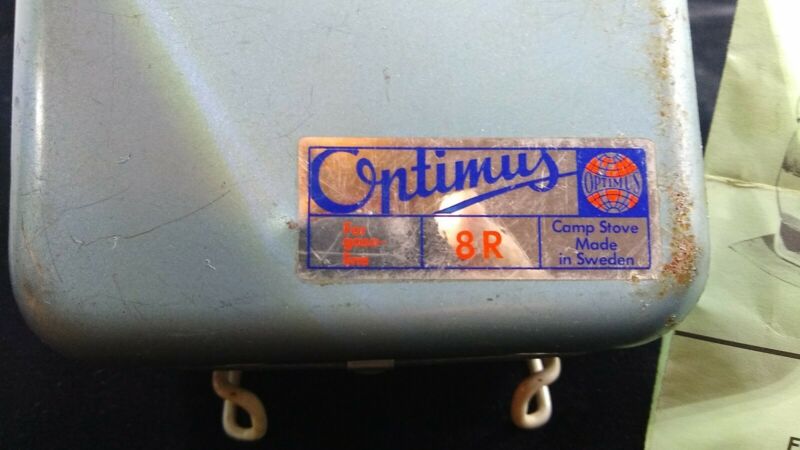 Optimus
OPTIMUS
For
gaso-
line
8R
Camp Stove
Made
in Sweden
F